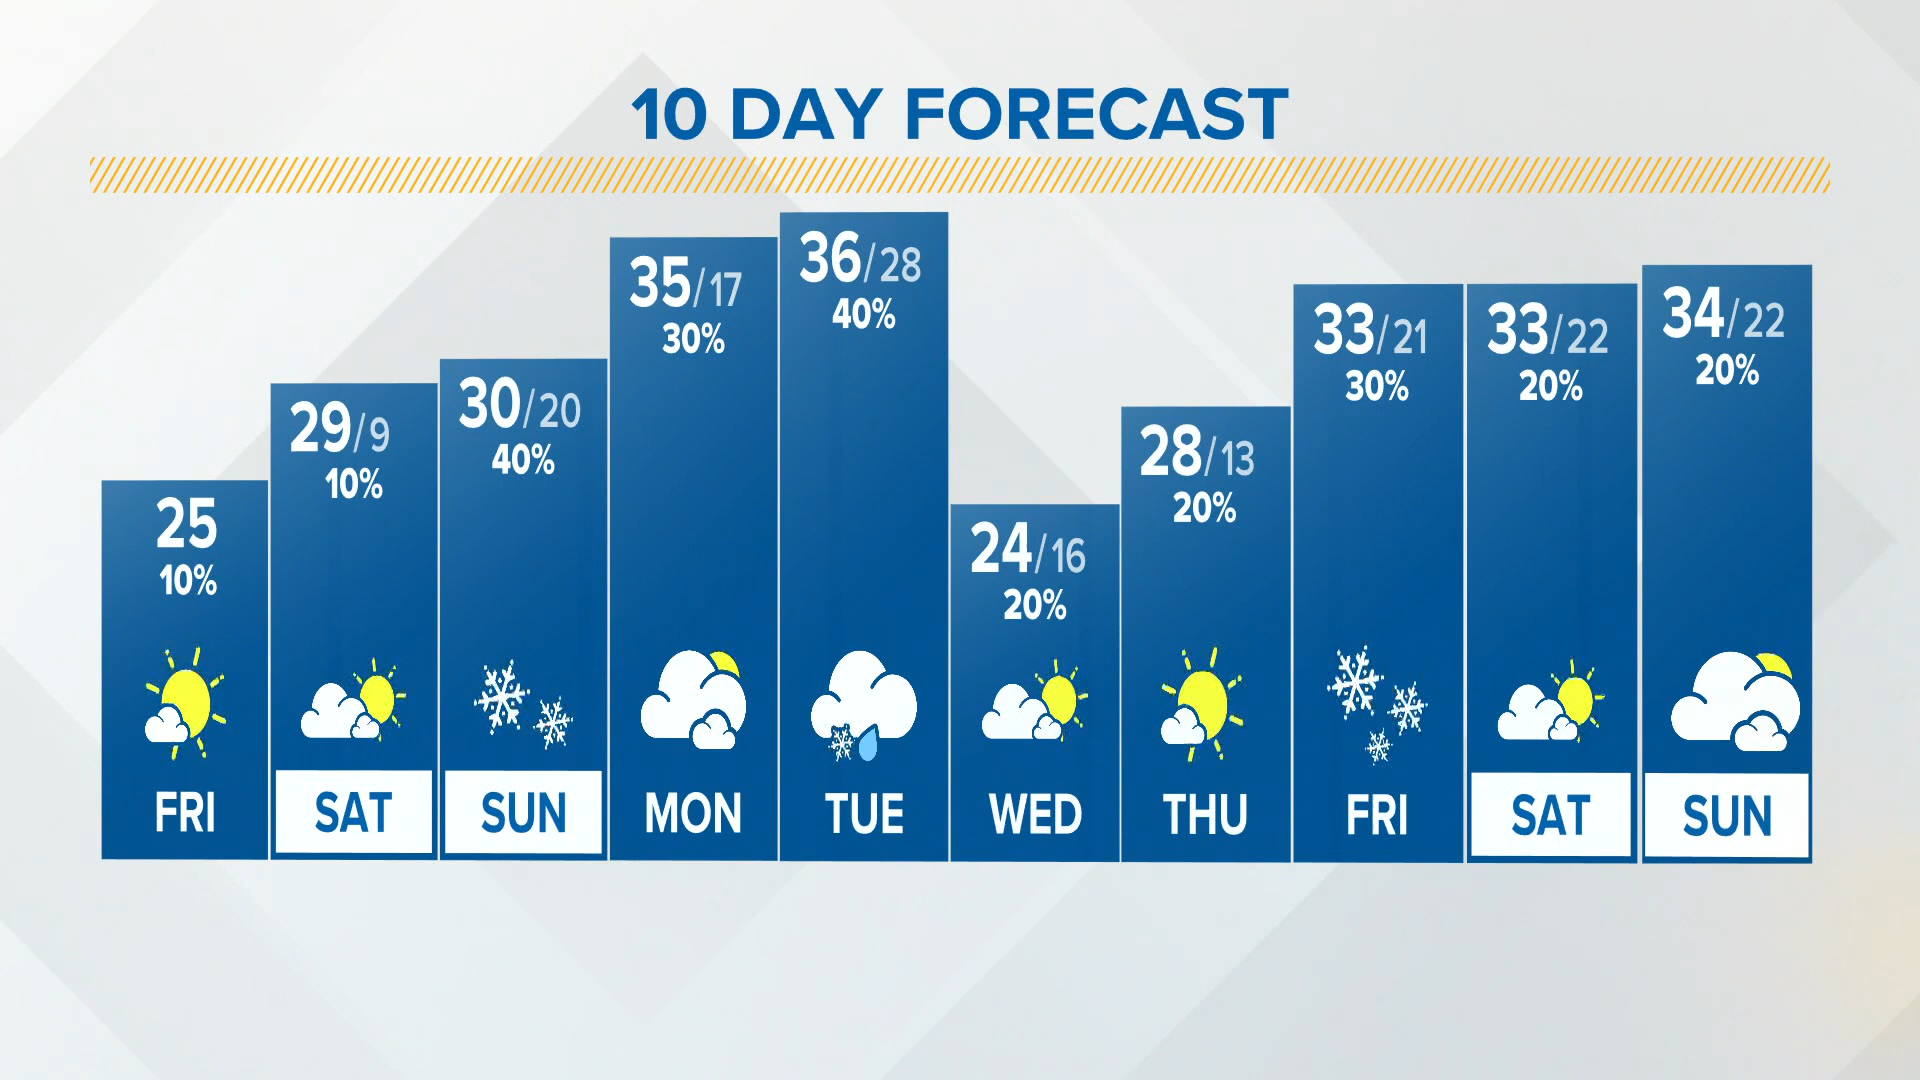 10 DAY FORECAST
25
10%
FRI
29/9
10%
SAT
30/20
40%
SUN
35/17
30%
MON
36/28
40%
TUE
24/16
20%
WED
28/13
20%
THU
33/21
30%
FRI
33/22
20%
SAT
34/22
20%
SUN